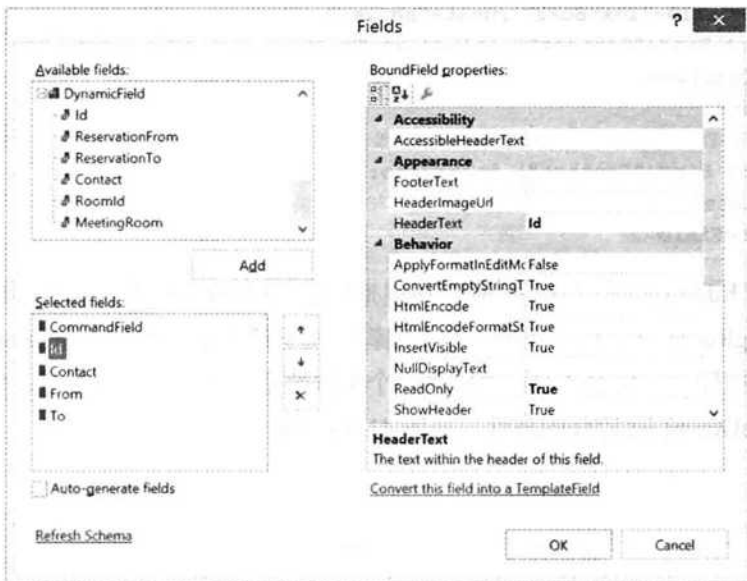 Fields
?
Available fields:
DynamicField
Id
ReservationFrom
ReservationTo
Contact
RoomId
MeetingRoom
Add
Selected fields:
CommandField
Id
Contact
From
To
Auto-generate fields
Refresh Schema
BoundField properties:
Accessibility
AccessibleHeaderText
Appearance
FooterText
HeaderImageUrl
HeaderText Id
Behavior
ApplyFormatInEditMc False
ConvertEmptyStringT True
HtmlEncode True
HtmlEncodeFormatSt True
InsertVisible True
NullDisplayText
ReadOnly True
ShowHeader True
HeaderText
The text within the header of this field.
Convert this field into a TemplateField
OK Cancel